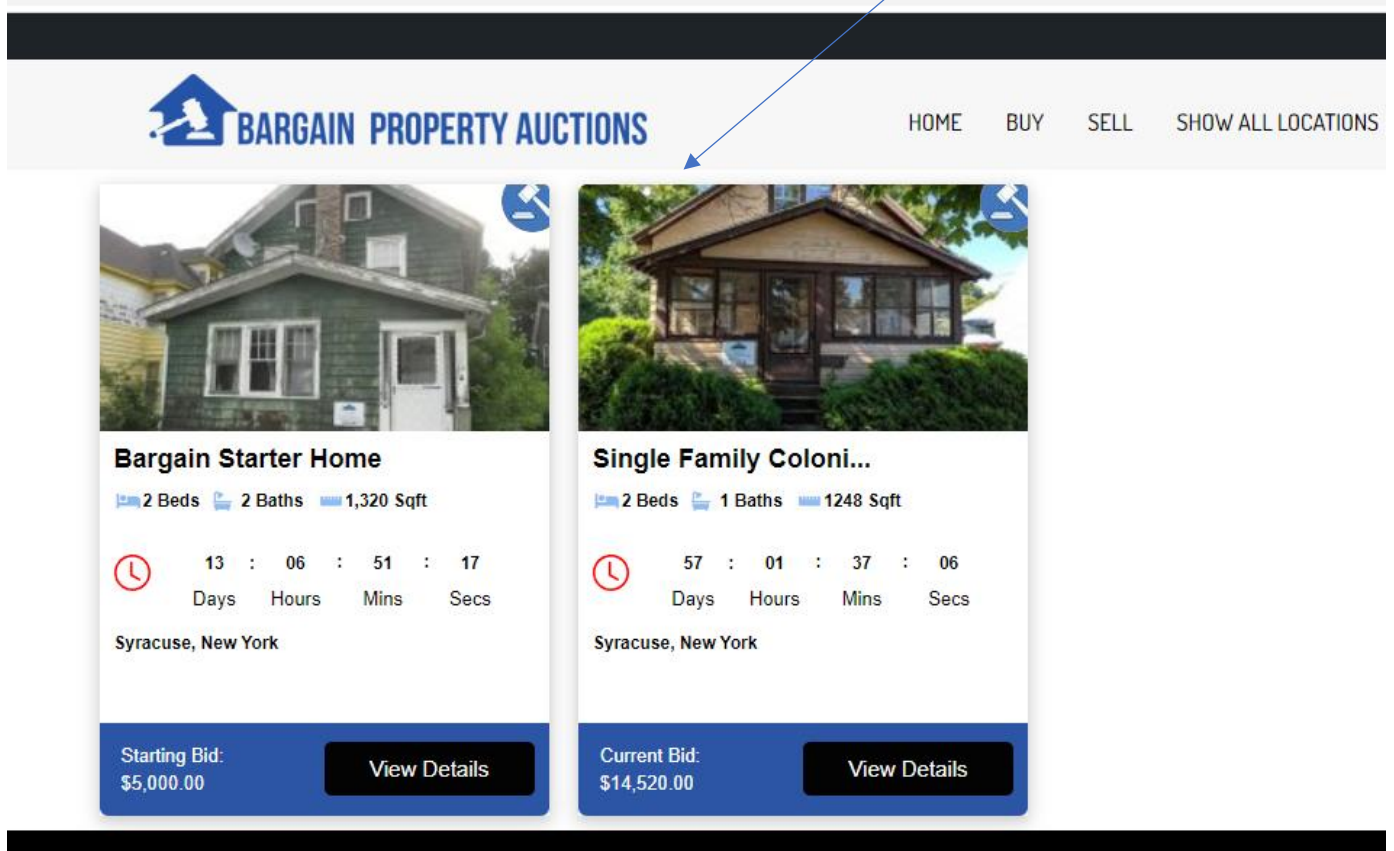 BARGAIN PROPERTY AUCTIONS
HOME BUY SELL SHOW ALL LOCATIONS
Bargain Starter Home
2 Beds 2 Baths 1,320 Sqft
13 : 06 : 51 : 17
Days Hours Mins Secs
Syracuse, New York
Starting Bid:
$5,000.00
View Details
Single Family Coloni...
2 Beds 1 Baths 1248 Sqft
57 : 01 : 37 : 06
Days Hours Mins Secs
Syracuse, New York
Current Bid:
$14,520.00
View Details